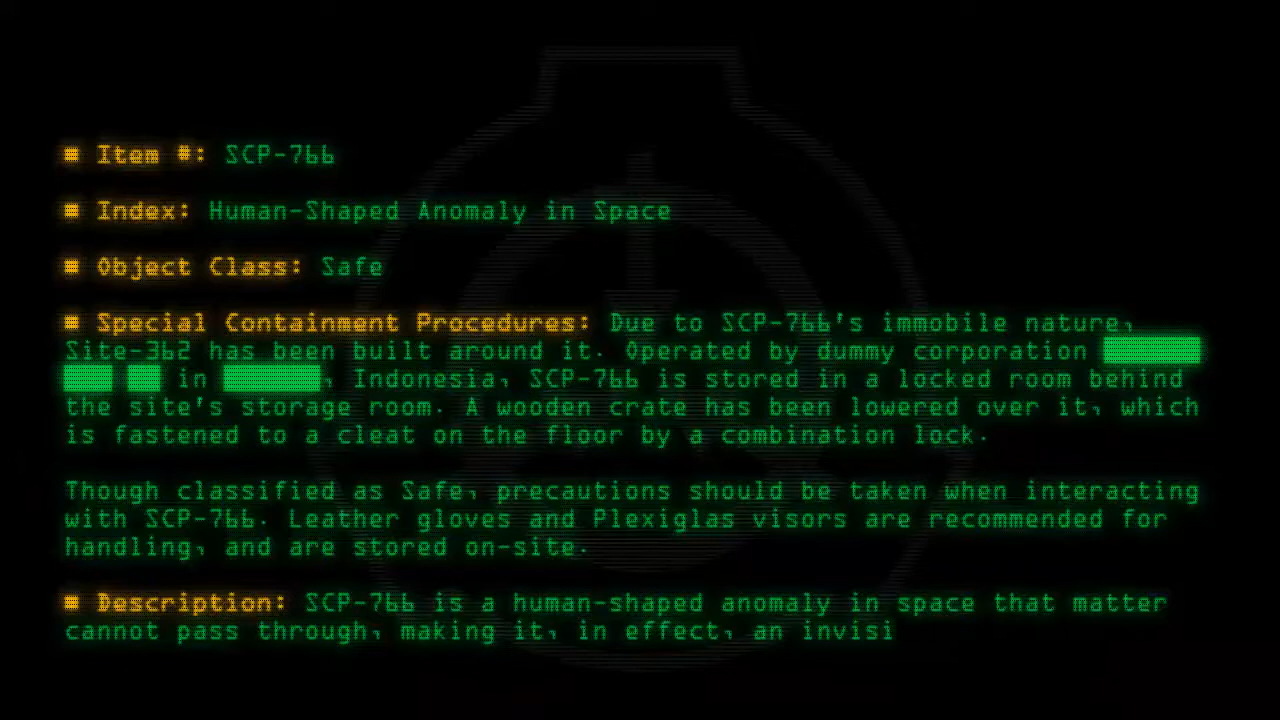 ■ Item #: SCP-766
■ Index: Human-Shaped Anomaly in Space
■ Object Class: Safe
■ Special Containment Procedures: Due to SCP-766's immobile nature,
Site-362 has been built around it. Operated by dummy corporation ██████
███ ██ in ██████, Indonesia, SCP-766 is stored in a locked room behind
the site's storage room. A wooden crate has been lowered over it, which
is fastened to a cleat on the floor by a combination lock.
Though classified as Safe, precautions should be taken when interacting
with SCP-766. Leather gloves and Plexiglas visors are recommended for
handling, and are stored on-site.
■ Description: SCP-766 is a human-shaped anomaly in space that matter
cannot pass through, making it, in effect, an invisi